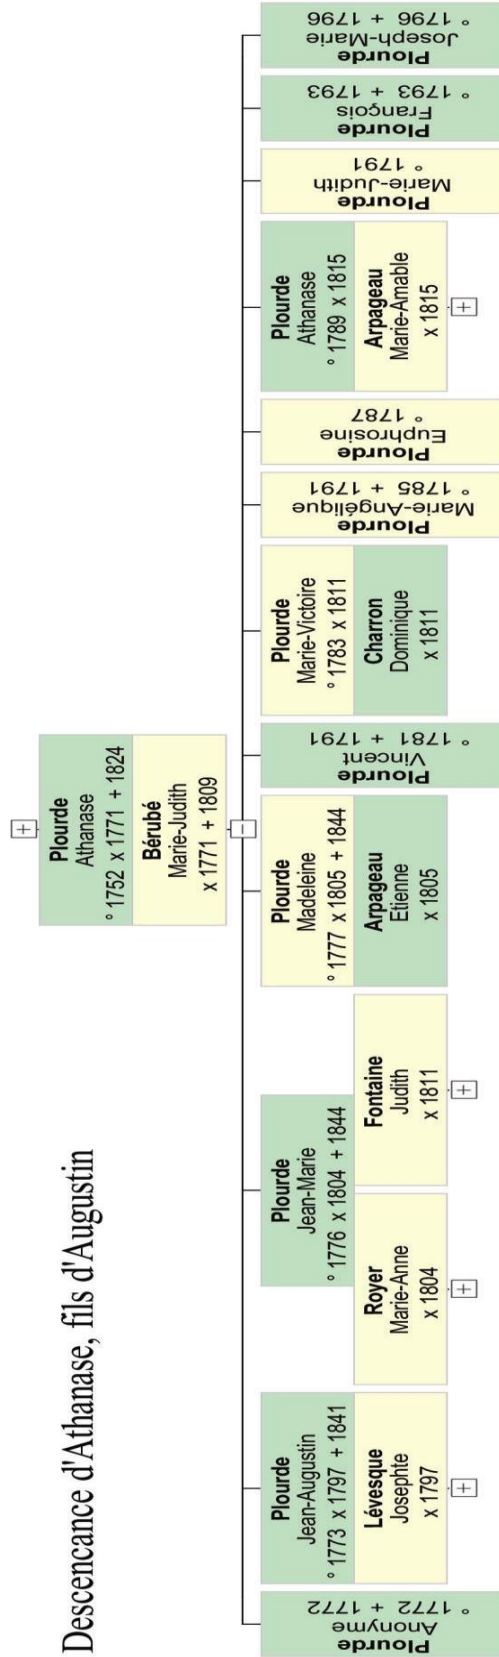 Descencance d'Athanase, fils d'Augustin
+
Plourde
Athanase
° 1752 x 1771 + 1824
Bérubé
Marie-Judith
x 1771 + 1809
−
Plourde
Anonyme
° 1772 + 1772
Plourde
Jean-Augustin
° 1773 x 1797 + 1841
Lévesque
Josephte
x 1797
+
Plourde
Jean-Marie
° 1776 x 1804 + 1844
Royer
Marie-Anne
x 1804
+
Fontaine
Judith
x 1811
+
Plourde
Madeleine
° 1777 x 1805 + 1844
Arpageau
Etienne
x 1805
Plourde
Vincent
° 1781 + 1791
Plourde
Marie-Victoire
° 1783 x 1811
Charron
Dominique
x 1811
Plourde
Marie-Angélique
° 1785 + 1791
Plourde
Euphrosine
° 1787
Plourde
Athanase
° 1789 x 1815
Arpageau
Marie-Amable
x 1815
+
Plourde
Marie-Judith
° 1791
Plourde
François
° 1793 + 1793
Plourde
Joseph-Marie
° 1796 + 1796